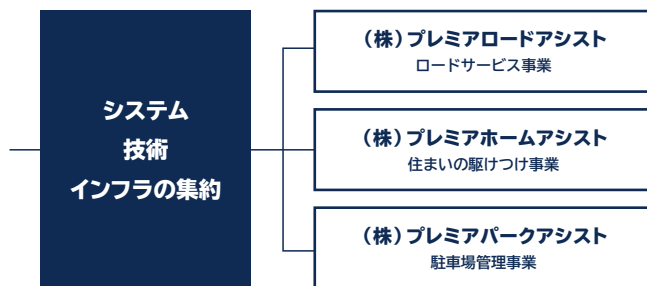 システム
技術
インフラの集約
（株）プレミアロードアシスト
ロードサービス事業
（株）プレミアホームアシスト
住まいの駆けつけ事業
（株）プレミアパークアシスト
駐車場管理事業